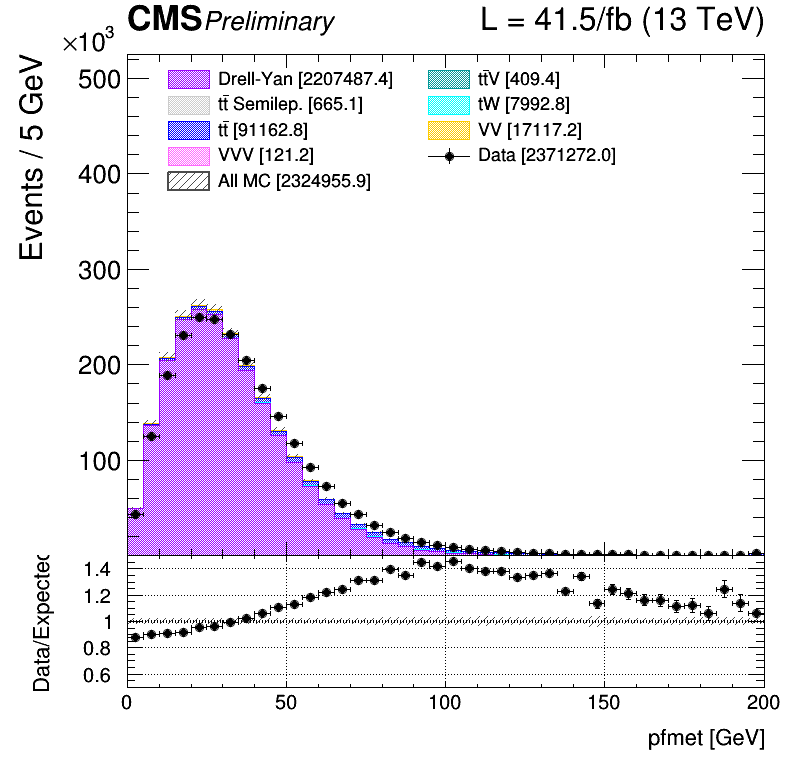 CMS Preliminary L = 41.5/fb (13 TeV)
×10³
Events / 5 GeV
500
400
300
200
100
Drell-Yan [2207487.4]
tt̄ Semilep. [665.1]
tt̄ [91162.8]
VVV [121.2]
All MC [2324955.9]
tt̄V [409.4]
tW [7992.8]
VV [17117.2]
Data [2371272.0]
Data/Expected
1.4
1.2
1
0.8
0.6
0 50 100 150 200
pfmet [GeV]